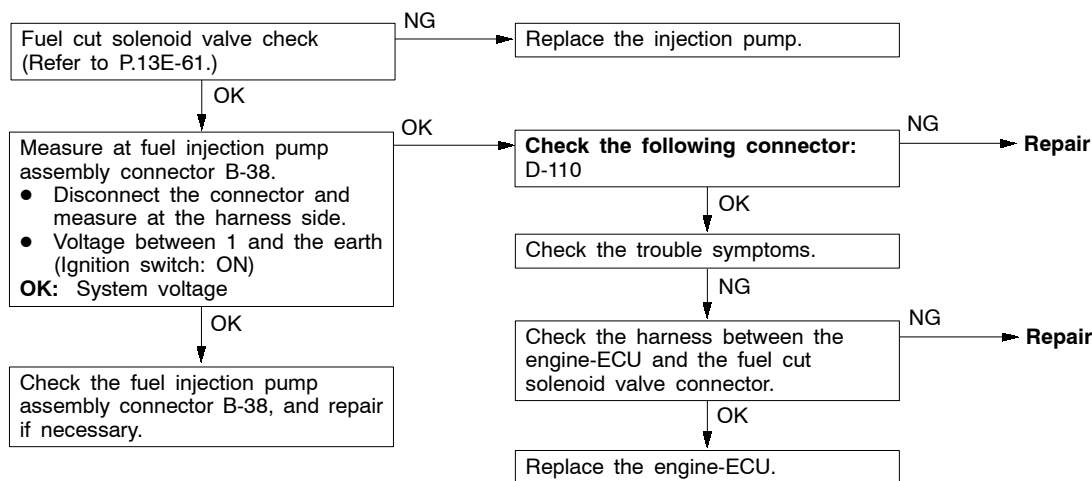 Fuel cut solenoid valve check
(Refer to P.13E-61.)
NG
Replace the injection pump.
OK
Measure at fuel injection pump
assembly connector B-38.
● Disconnect the connector and
measure at the harness side.
● Voltage between 1 and the earth
(Ignition switch: ON)
OK: System voltage
OK
Check the following connector:
D-110
NG
Repair
OK
Check the trouble symptoms.
NG
Check the harness between the
engine-ECU and the fuel cut
solenoid valve connector.
NG
Repair
OK
Replace the engine-ECU.
OK
Check the fuel injection pump
assembly connector B-38, and repair
if necessary.